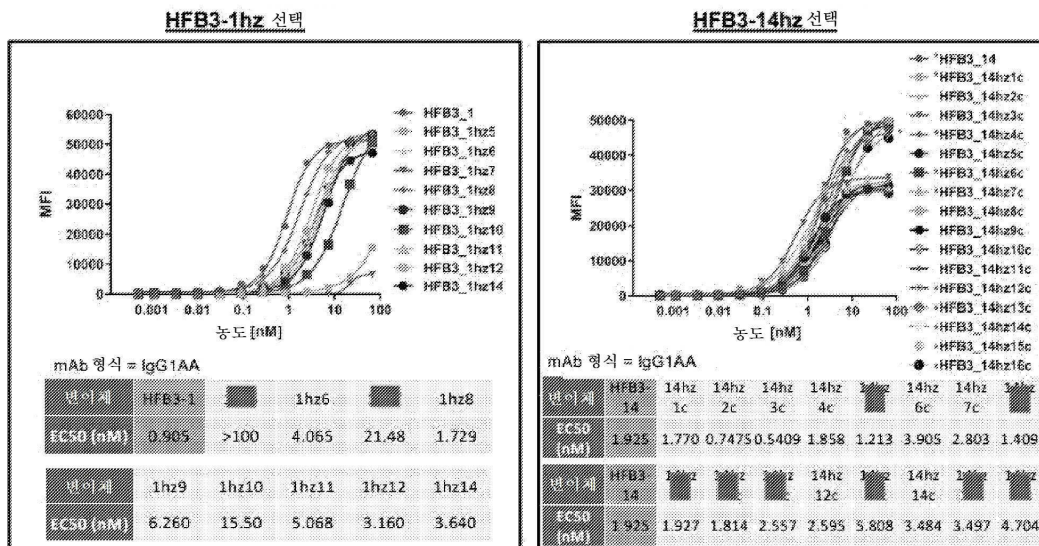 HFB3-1hz 선택
60000
50000
40000
30000
20000
10000
0
MFI
0.001 0.01 0.1 1 10 100
농도 [nM]
HFB3_1
HFB3_1hz5
HFB3_1hz6
HFB3_1hz7
HFB3_1hz8
HFB3_1hz9
HFB3_1hz10
HFB3_1hz11
HFB3_1hz12
HFB3_1hz14
mAb 형식 = IgG1AA
변이체 HFB3-1 1hz6 1hz8
EC50 (nM) 0.905 >100 4.065 21.48 1.729
변이체 1hz9 1hz10 1hz11 1hz12 1hz14
EC50 (nM) 6.260 15.50 5.068 3.160 3.640
HFB3-14hz 선택
50000
40000
30000
20000
10000
0
MFI
0.001 0.01 0.1 1 10 100
농도 [nM]
HFB3_14
HFB3_14hz1c
HFB3_14hz2c
HFB3_14hz3c
HFB3_14hz4c
HFB3_14hz5c
HFB3_14hz6c
HFB3_14hz7c
HFB3_14hz8c
HFB3_14hz9c
HFB3_14hz10c
HFB3_14hz11c
HFB3_14hz12c
HFB3_14hz13c
HFB3_14hz14c
HFB3_14hz15c
HFB3_14hz16c
mAb 형식 = IgG1AA
변이체 HFB3-14 14hz 1c 14hz 2c 14hz 3c 14hz 4c 14hz 6c 14hz 7c
EC50 (nM) 1.925 1.770 0.7475 0.5409 1.858 1.213 3.905 2.803 1.409
변이체 HFB3 14 14hz 12c 14hz 14c
EC50 (nM) 1.925 1.927 1.814 2.557 2.595 5.808 3.484 3.497 4.704